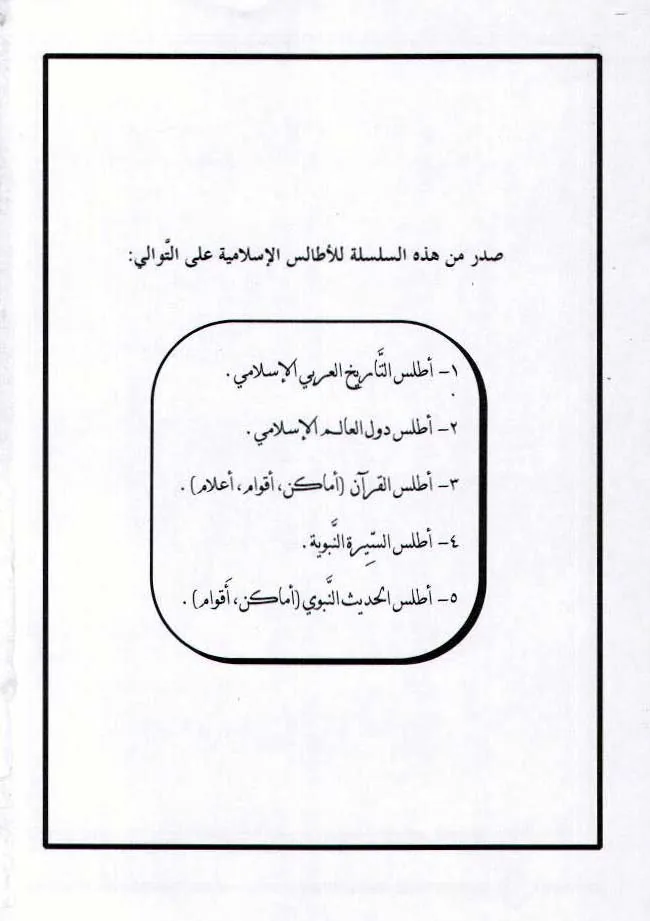 صدر من هذه السلسلة للأطالس الإسلامية على التَّوالي:
١- أطلس التَّاريخ العربي الإسلامي.
٢- أطلس دول العالم الإسلامي.
٣- أطلس القرآن (أماكن، أقوام، أعلام).
٤- أطلس السِّيرة النَّبوية.
٥- أطلس الحديث النَّبوي (أماكن، أَقوام).